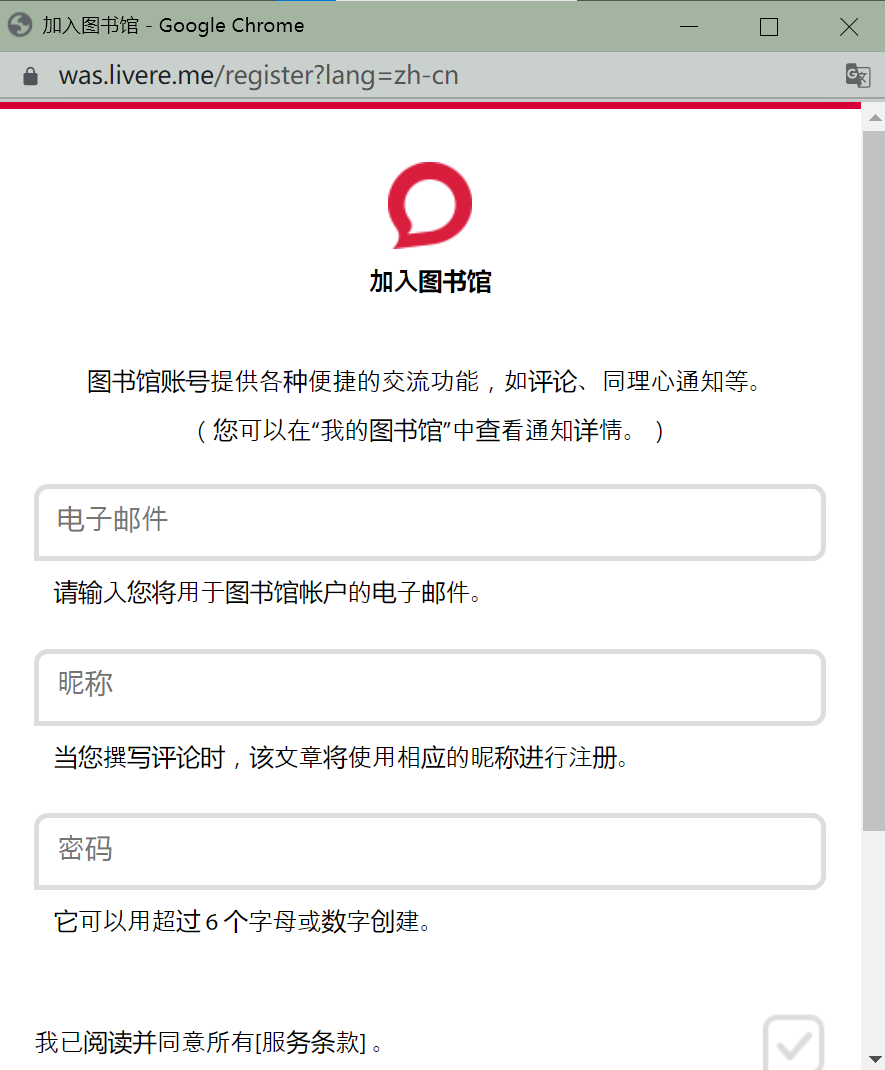 加入图书馆 - Google Chrome
was.livere.me/register?lang=zh-cn
加入图书馆
图书馆账号提供各种便捷的交流功能，如评论、同理心通知等。
（您可以在“我的图书馆”中查看通知详情。）
电子邮件
请输入您将用于图书馆帐户的电子邮件。
昵称
当您撰写评论时，该文章将使用相应的昵称进行注册。
密码
它可以用超过 6 个字母或数字创建。
我已阅读并同意所有[服务条款] 。